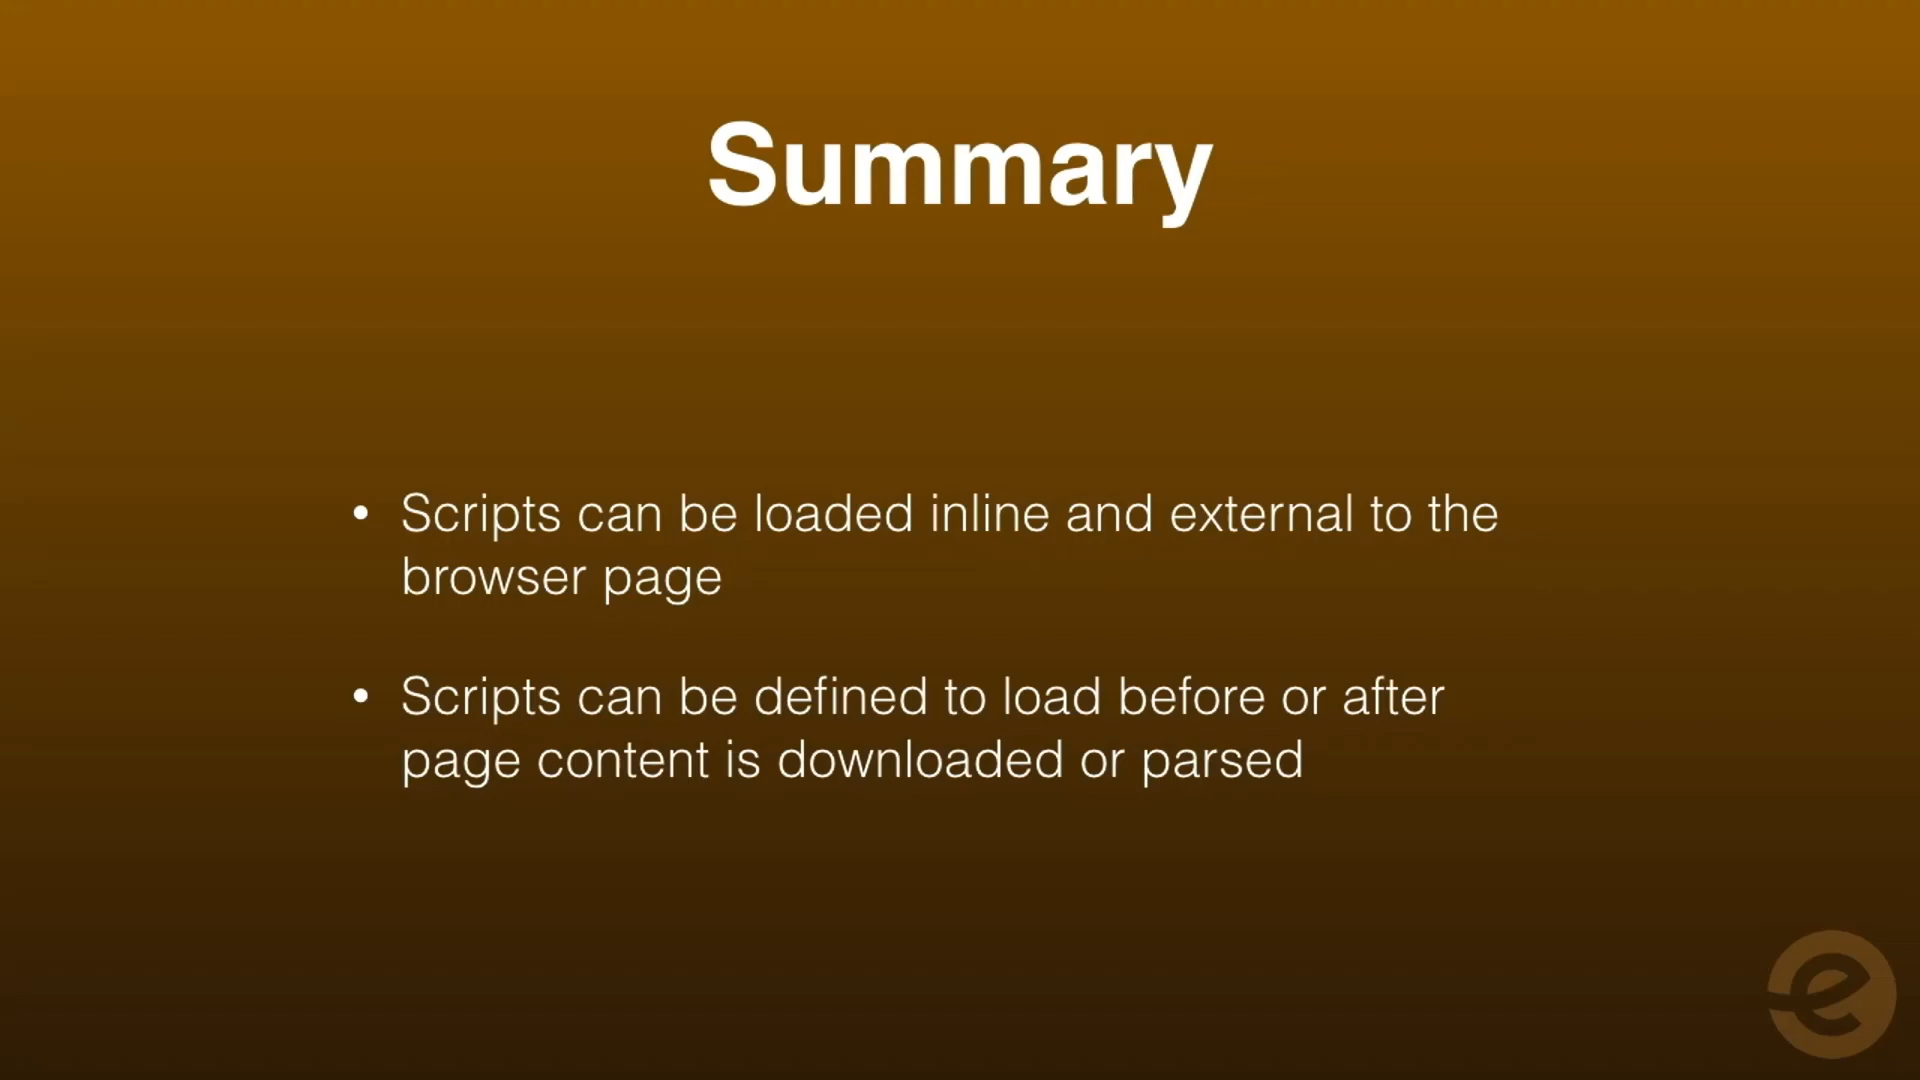 Summary
• Scripts can be loaded inline and external to the
browser page
• Scripts can be defined to load before or after
page content is downloaded or parsed